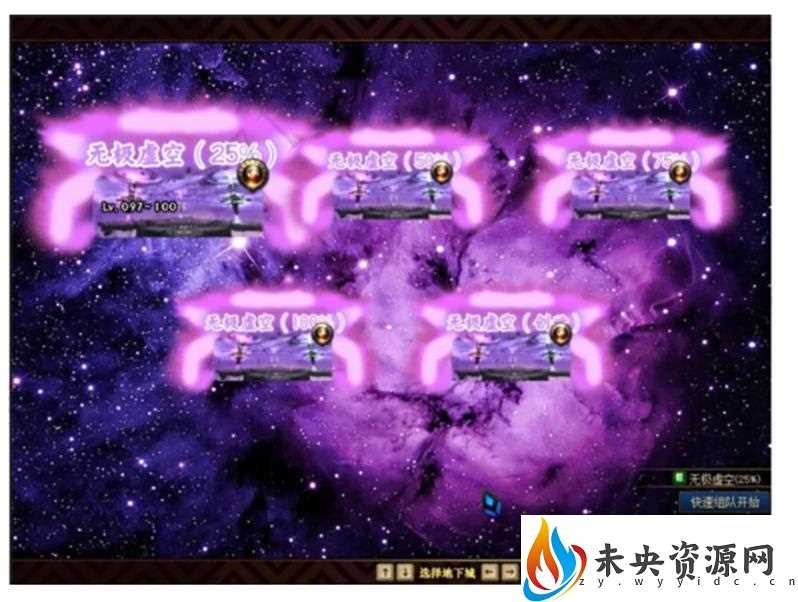 无极虚空（25%）
无极虚空（50%）
无极虚空（75%）
Lv. 097~100
无极虚空（100%）
无极虚空（创世）
无极虚空(25%)
快速组队开始
选择地下城
未央资源网
zy.wyyidc.cn